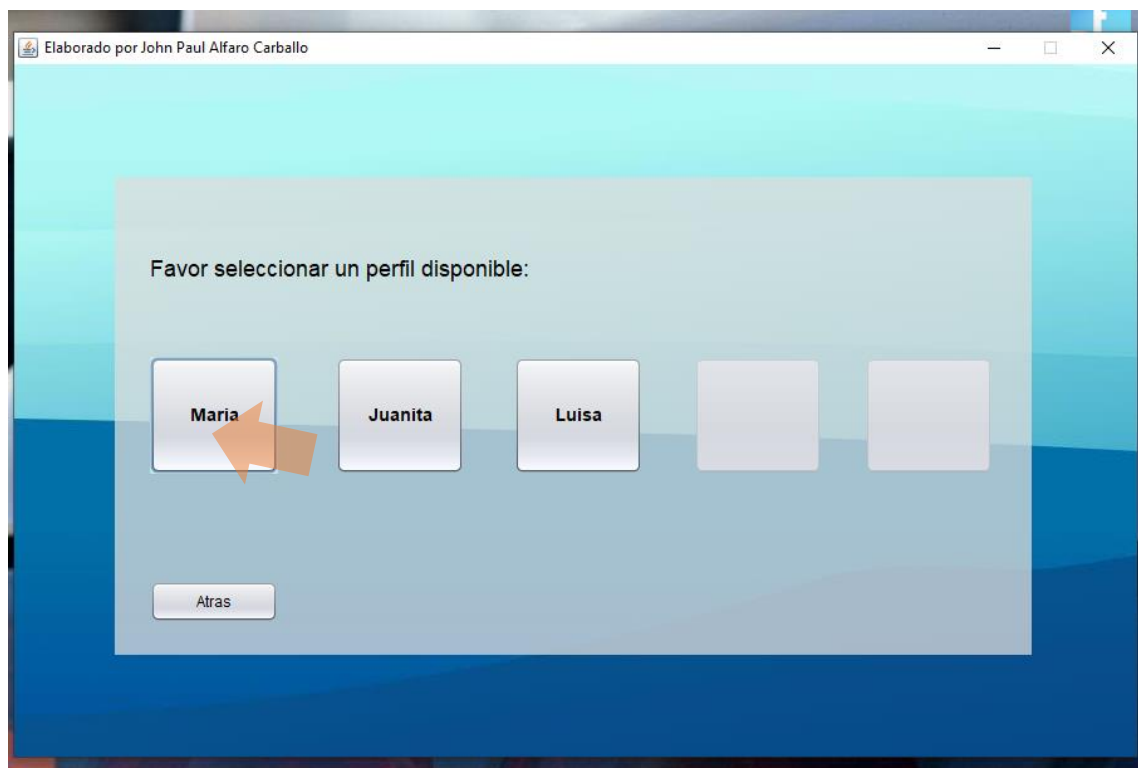 Elaborado por John Paul Alfaro Carballo
Favor seleccionar un perfil disponible:
Maria
Juanita
Luisa
Atras